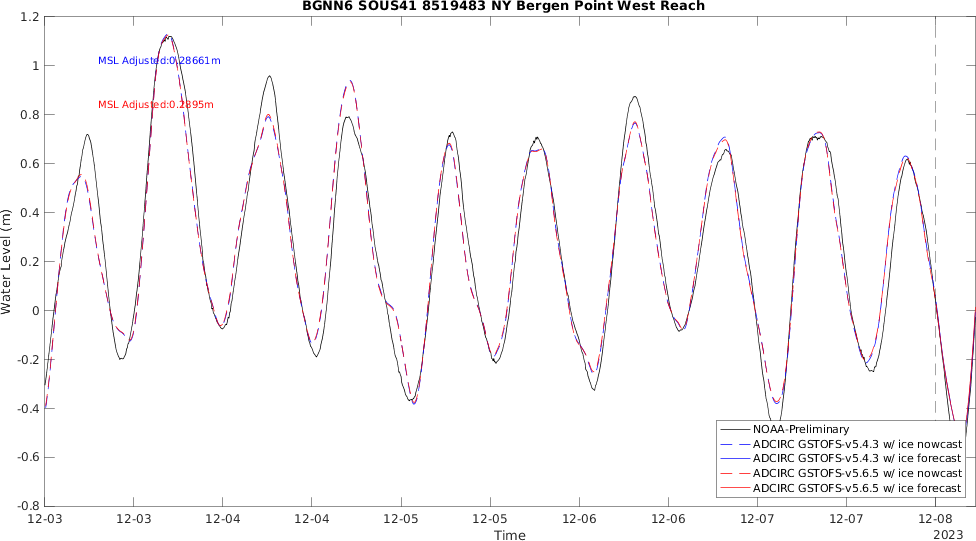 BGNN6 SOUS41 8519483 NY Bergen Point West Reach
1.2
1
0.8
0.6
0.4
0.2
0
-0.2
-0.4
-0.6
-0.8
Water Level (m)
MSL Adjusted:0.28661m
MSL Adjusted:0.2895m
NOAA-Preliminary
ADCIRC GSTOFS-v5.4.3 w/ ice nowcast
ADCIRC GSTOFS-v5.4.3 w/ ice forecast
ADCIRC GSTOFS-v5.6.5 w/ ice nowcast
ADCIRC GSTOFS-v5.6.5 w/ ice forecast
12-03 12-03 12-04 12-04 12-05 12-05 12-06 12-06 12-07 12-07 12-08
2023
Time